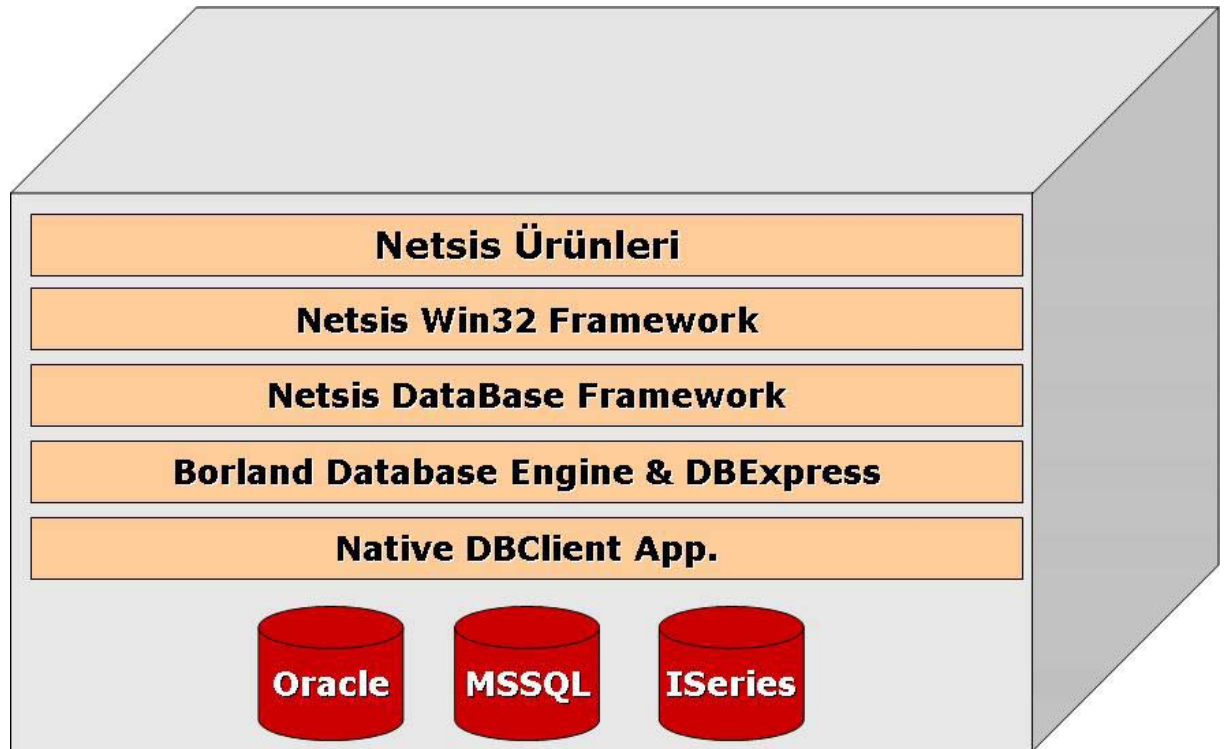 Netsis Ürünleri
Netsis Win32 Framework
Netsis DataBase Framework
Borland Database Engine & DBExpress
Native DBClient App.
Oracle
MSSQL
ISeries